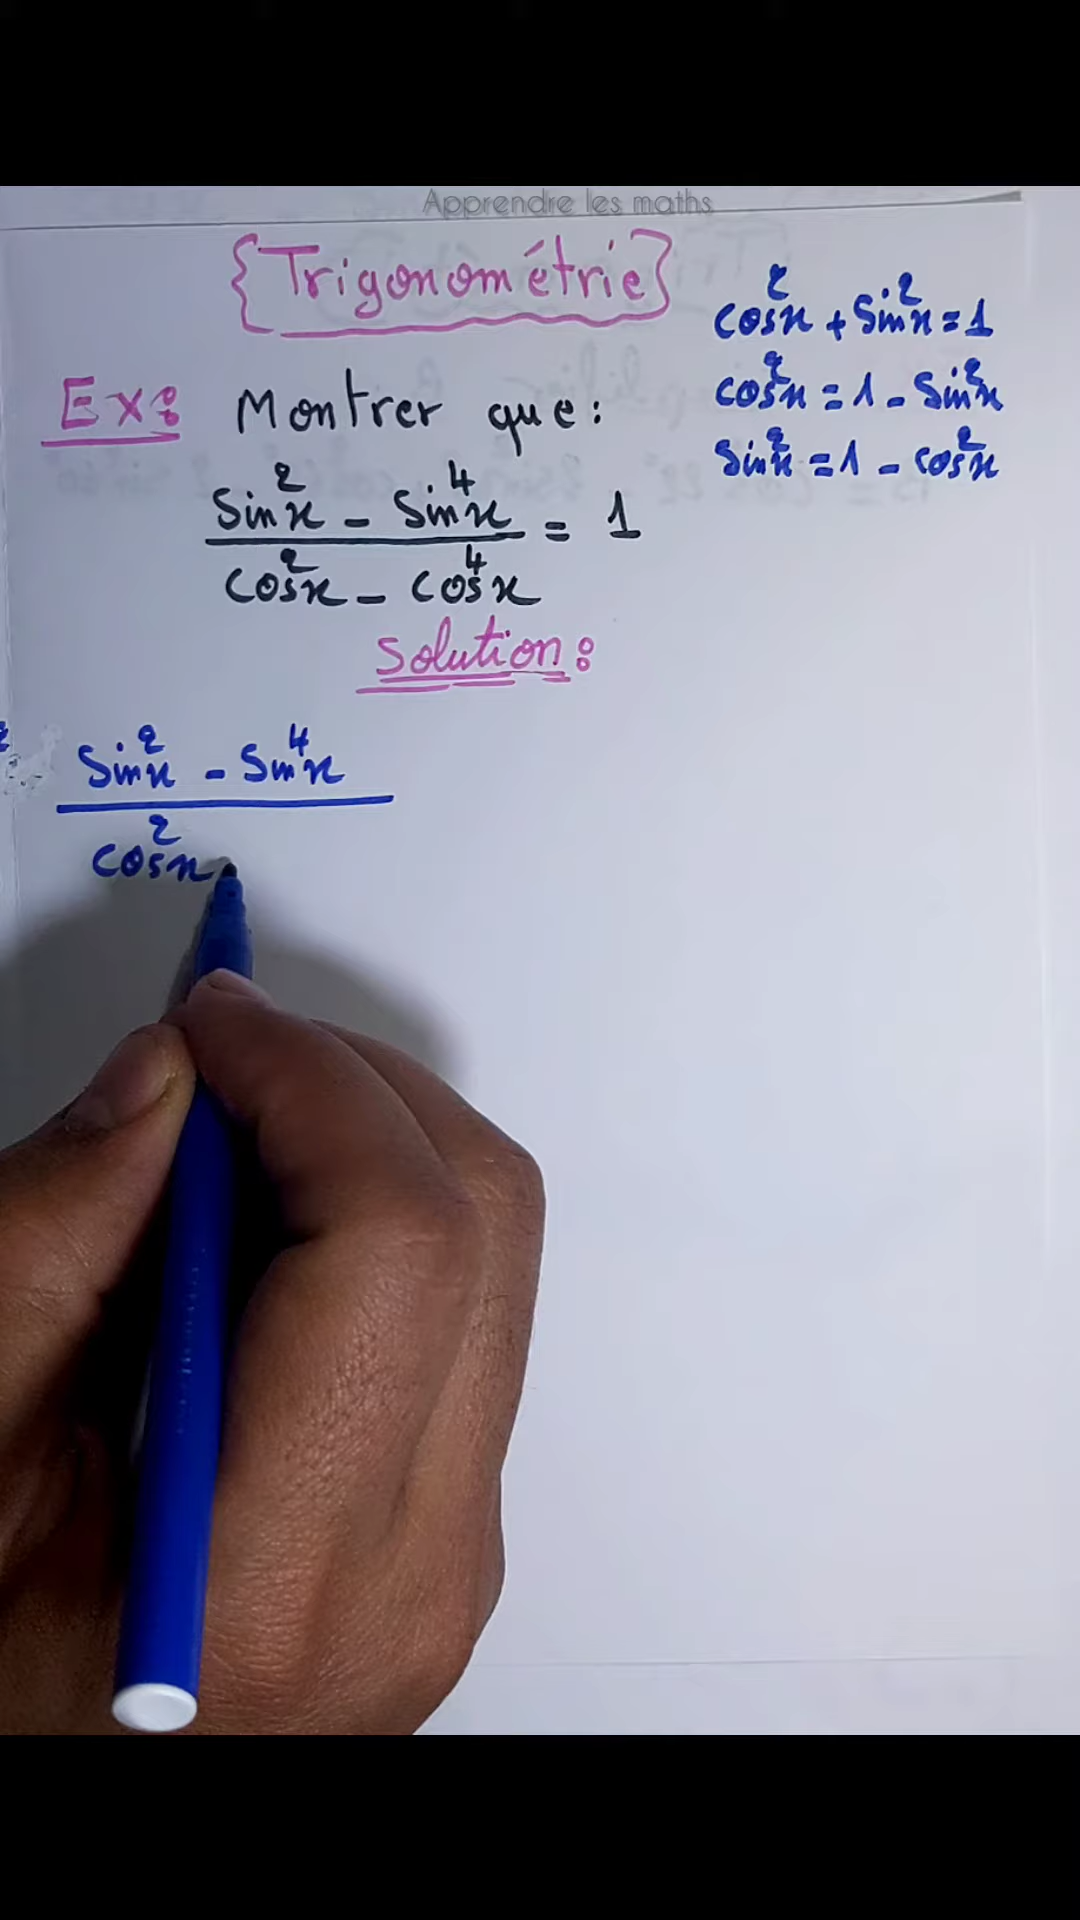 Apprendre les maths
{Trigonométrie}
cos²x + sin²x = 1
cos²x = 1 - sin²x
sin²x = 1 - cos²x
Ex: Montrer que:
sin²x - sin⁴x = 1
cos²x - cos⁴x
Solution:
sin²x - sin⁴x
cos²x